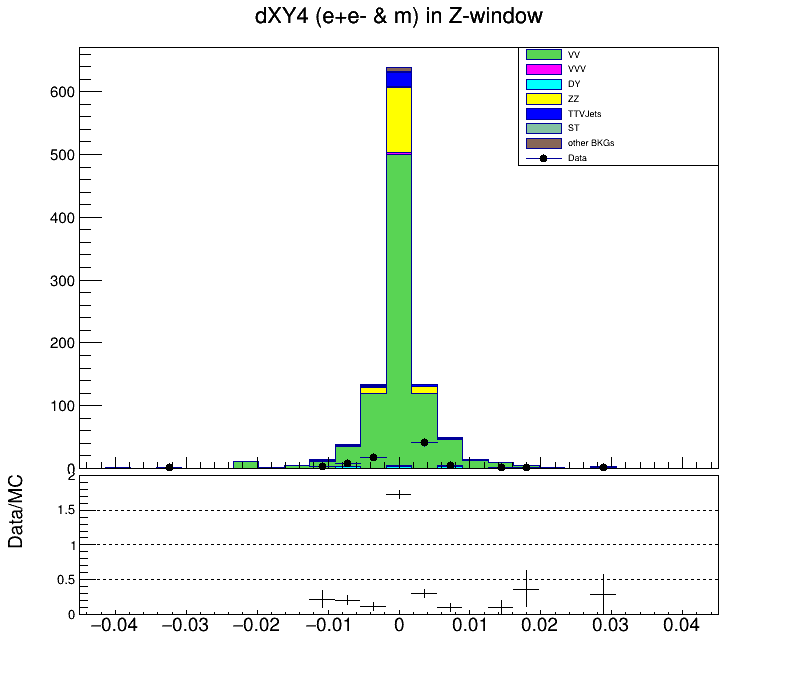 dXY4 (e+e- & m) in Z-window
VV
VVV
DY
ZZ
TTVJets
ST
other BKGs
Data
600
500
400
300
200
100
0
Data/MC
2
1.5
1
0.5
0
−0.04 −0.03 −0.02 −0.01 0 0.01 0.02 0.03 0.04